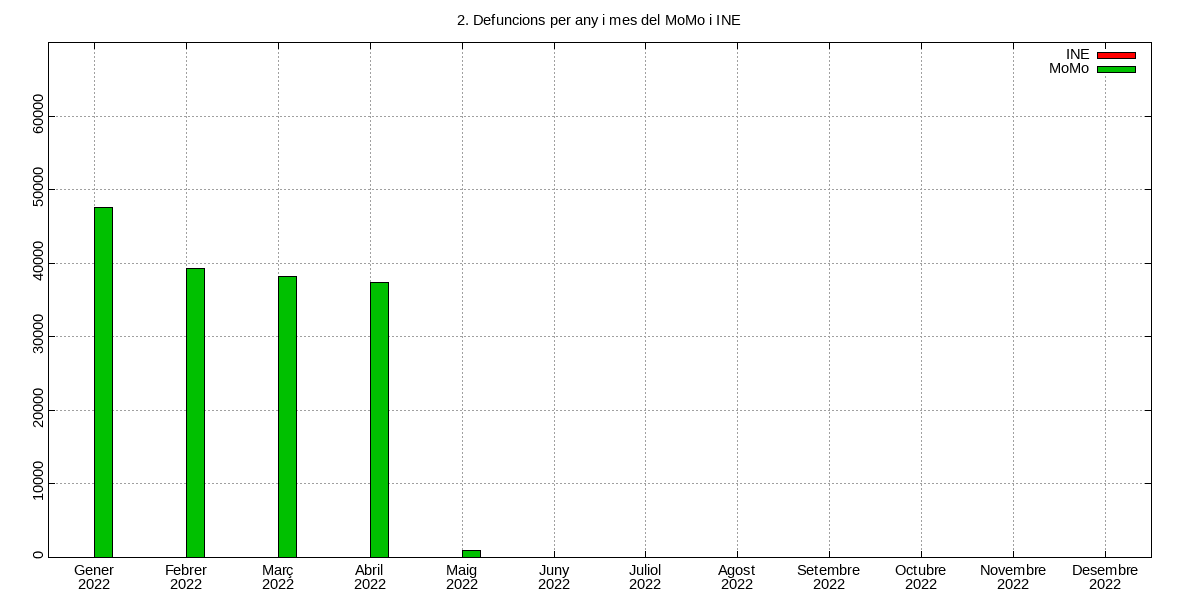 2. Defuncions per any i mes del MoMo i INE
INE
MoMo
60000
50000
40000
30000
20000
10000
0
Gener Febrer Març Abril Maig Juny Juliol Agost Setembre Octubre Novembre Desembre
2022 2022 2022 2022 2022 2022 2022 2022 2022 2022 2022 2022